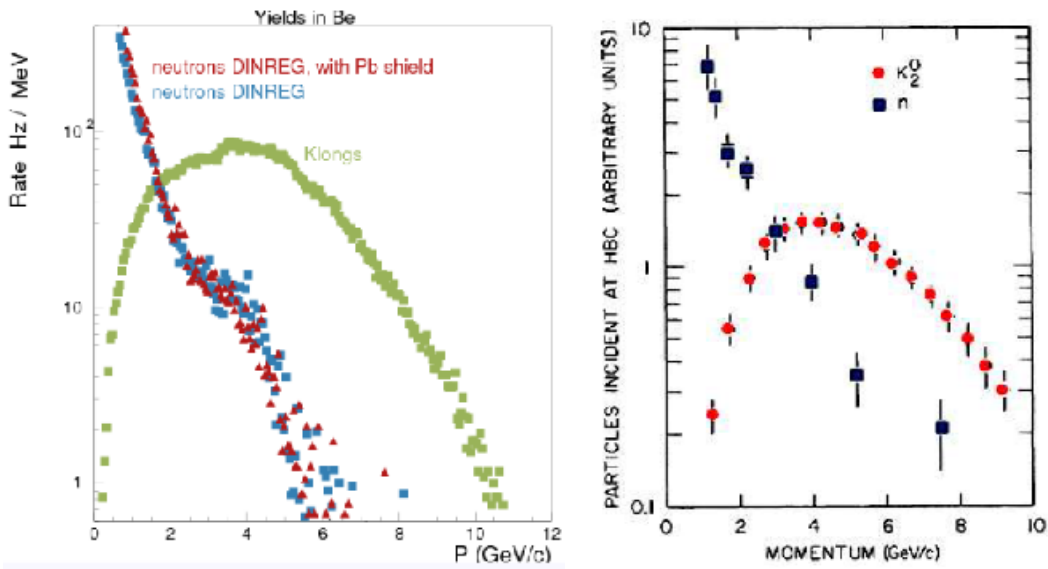 Yields in Be
Rate Hz / MeV
neutrons DINREG, with Pb shield
neutrons DINREG
Klongs
10²
10
1
0 2 4 6 8 10 12
P (GeV/c)
PARTICLES INCIDENT AT HBC (ARBITRARY UNITS)
K⁰₂
n
10
1
0.1
0 2 4 6 8 10
MOMENTUM (GeV/c)